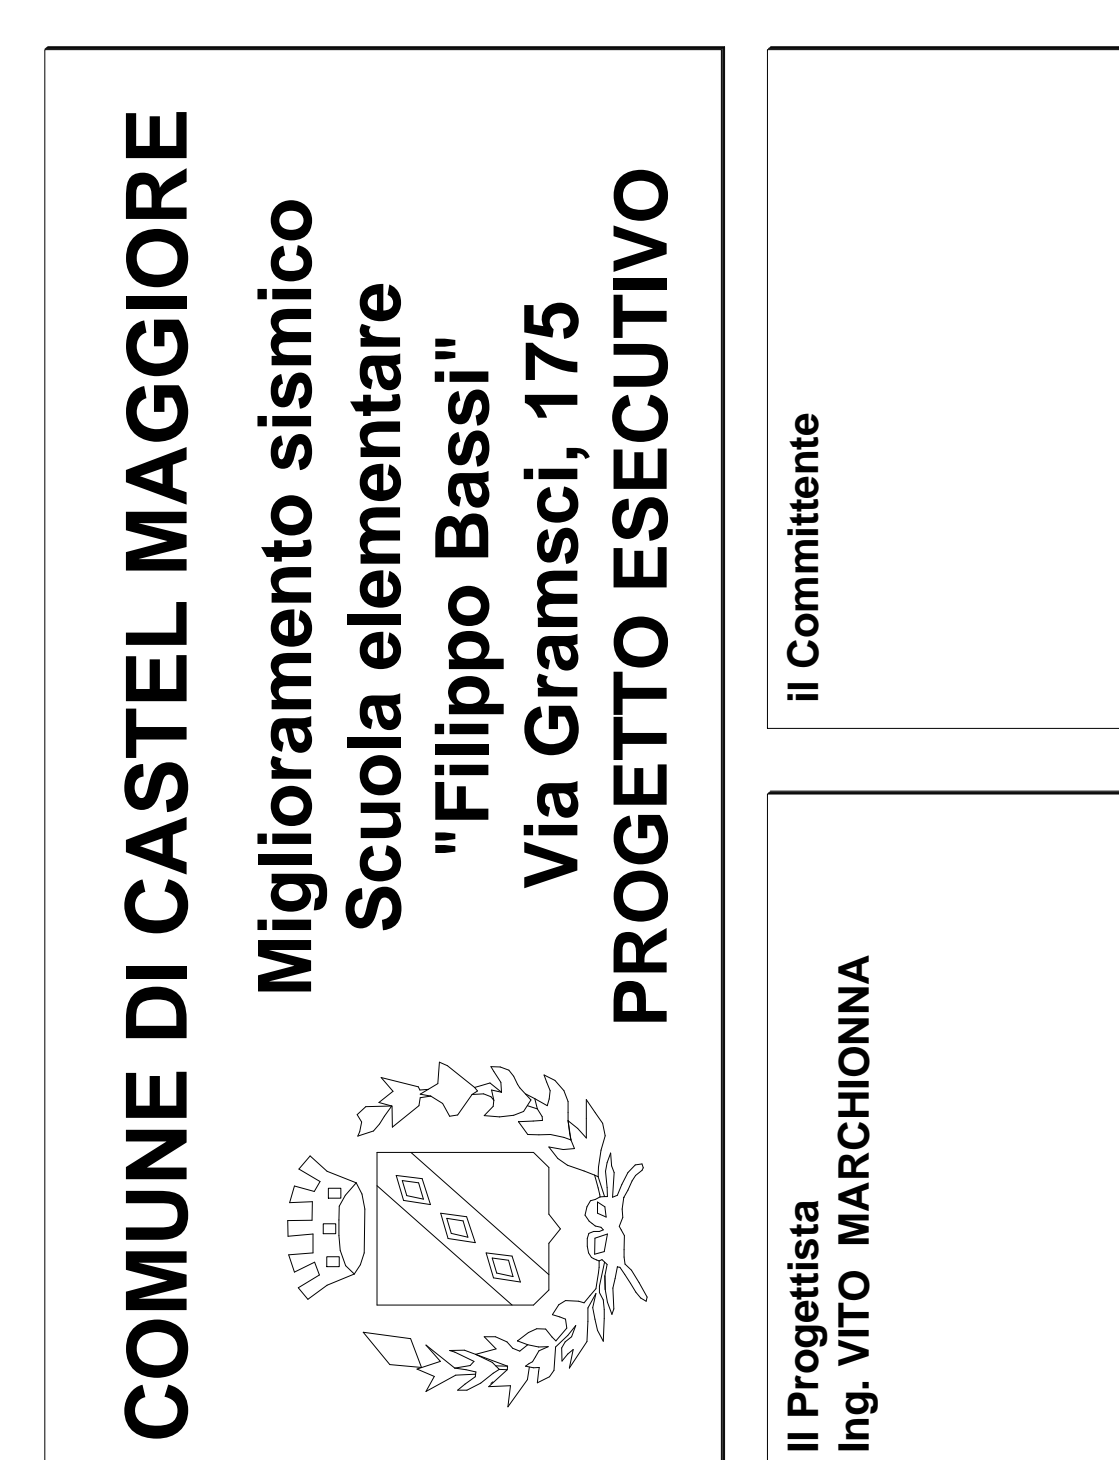 COMUNE DI CASTEL MAGGIORE
Miglioramento sismico
Scuola elementare
"Filippo Bassi"
Via Gramsci, 175
PROGETTO ESECUTIVO
Il Progettista
Ing. VITO MARCHIONNA
il Committente